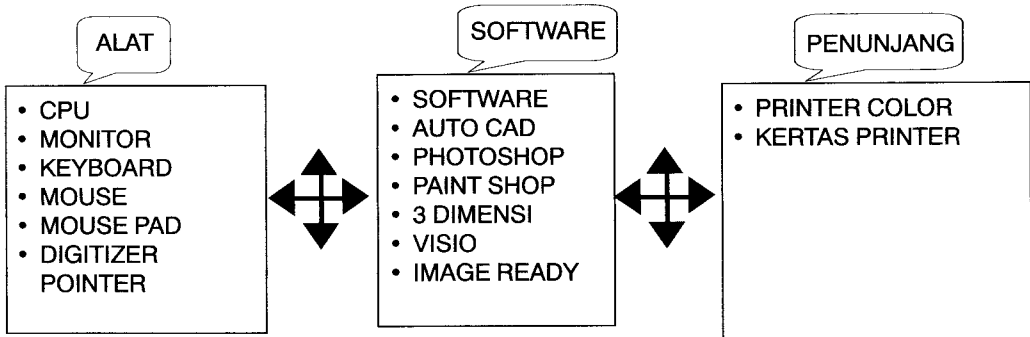 ALAT
• CPU
• MONITOR
• KEYBOARD
• MOUSE
• MOUSE PAD
• DIGITIZER
POINTER
SOFTWARE
• SOFTWARE
• AUTO CAD
• PHOTOSHOP
• PAINT SHOP
• 3 DIMENSI
• VISIO
• IMAGE READY
PENUNJANG
• PRINTER COLOR
• KERTAS PRINTER